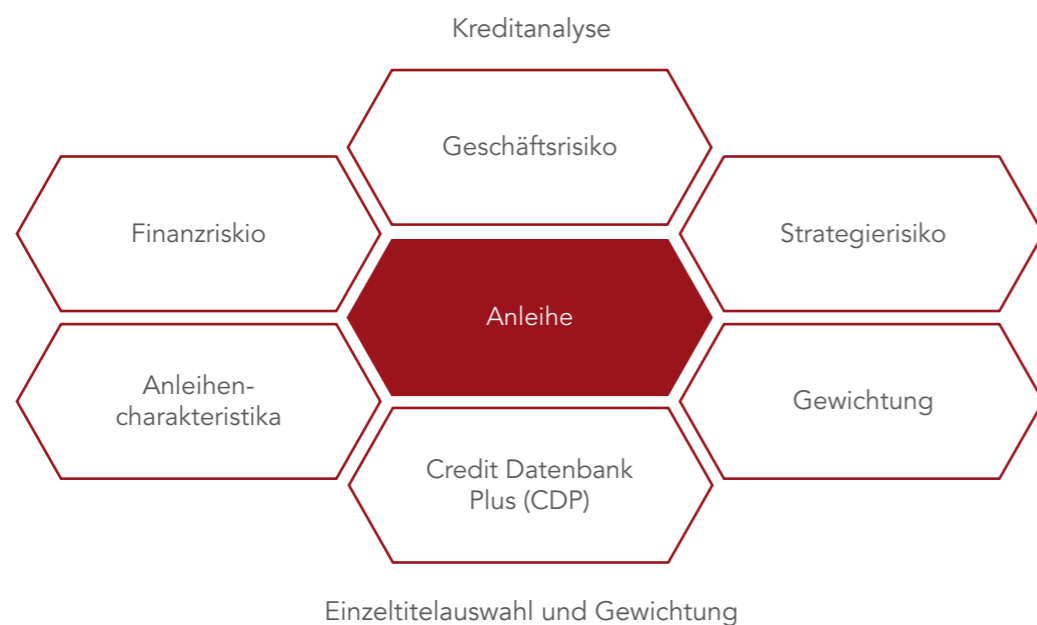 Kreditanalyse
Geschäftsrisiko
Finanzriskio
Strategierisiko
Anleihe
Anleihen-
charakteristika
Gewichtung
Credit Datenbank
Plus (CDP)
Einzeltitelauswahl und Gewichtung